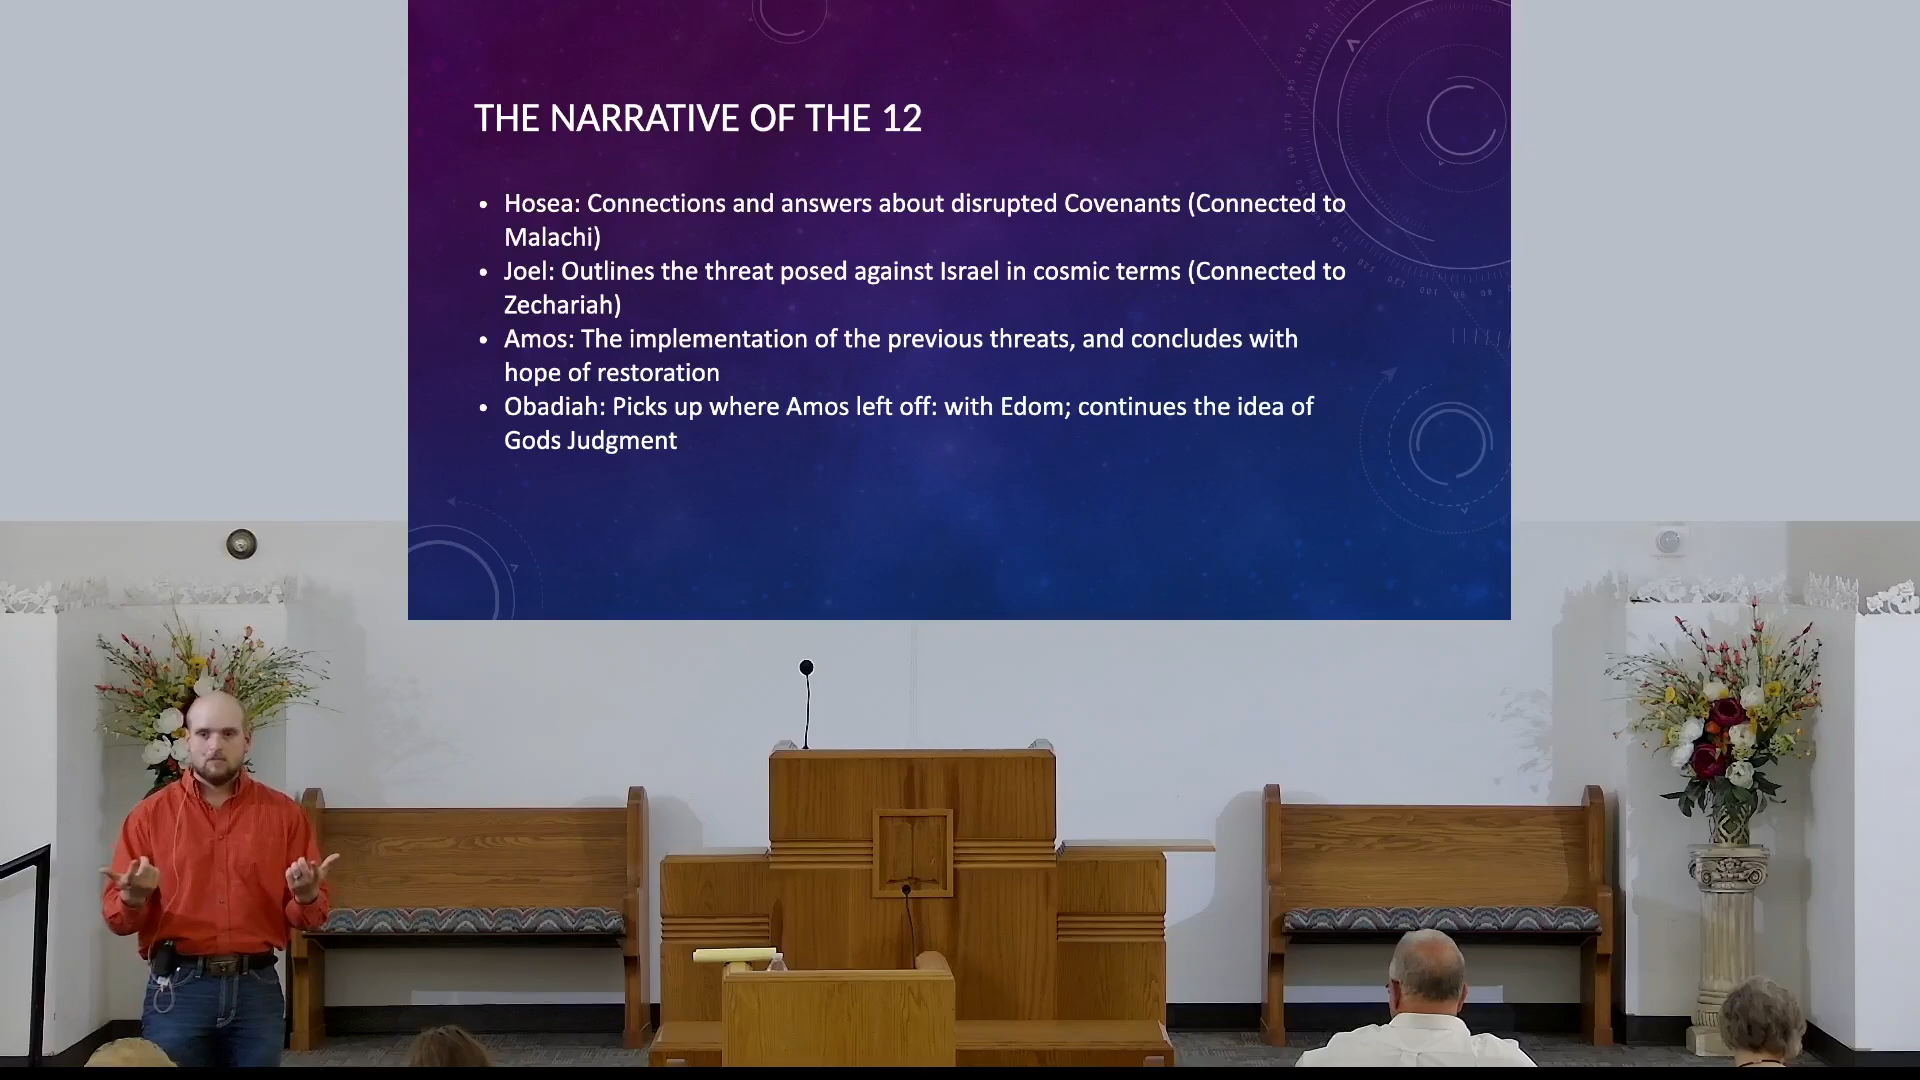 THE NARRATIVE OF THE 12
• Hosea: Connections and answers about disrupted Covenants (Connected to
Malachi)
• Joel: Outlines the threat posed against Israel in cosmic terms (Connected to
Zechariah)
• Amos: The implementation of the previous threats, and concludes with
hope of restoration
• Obadiah: Picks up where Amos left off: with Edom; continues the idea of
Gods Judgment